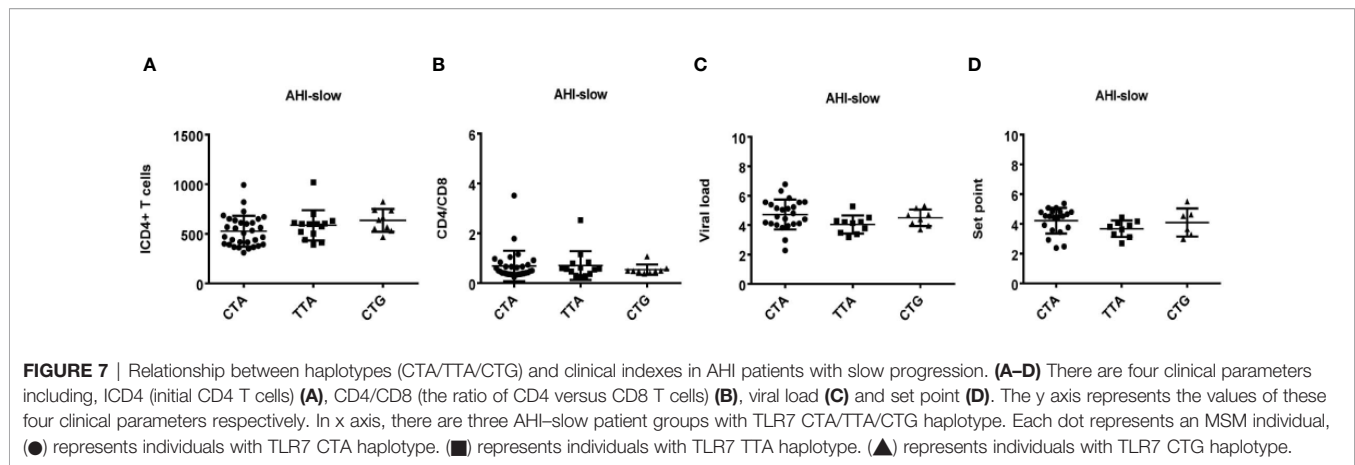 A
B
C
D
AHI-slow
AHI-slow
AHI-slow
AHI-slow
ICD4+ T cells
1500
1000
500
0
CTA
TTA
CTG
CD4/CD8
6
4
2
0
CTA
TTA
CTG
Viral load
10
8
6
4
2
0
CTA
TTA
CTG
Set point
10
8
6
4
2
0
CTA
TTA
CTG
FIGURE 7 | Relationship between haplotypes (CTA/TTA/CTG) and clinical indexes in AHI patients with slow progression. (A–D) There are four clinical parameters
including, ICD4 (initial CD4 T cells) (A), CD4/CD8 (the ratio of CD4 versus CD8 T cells) (B), viral load (C) and set point (D). The y axis represents the values of these
four clinical parameters respectively. In x axis, there are three AHI–slow patient groups with TLR7 CTA/TTA/CTG haplotype. Each dot represents an MSM individual,
(●) represents individuals with TLR7 CTA haplotype. (■) represents individuals with TLR7 TTA haplotype. (▲) represents individuals with TLR7 CTG haplotype.